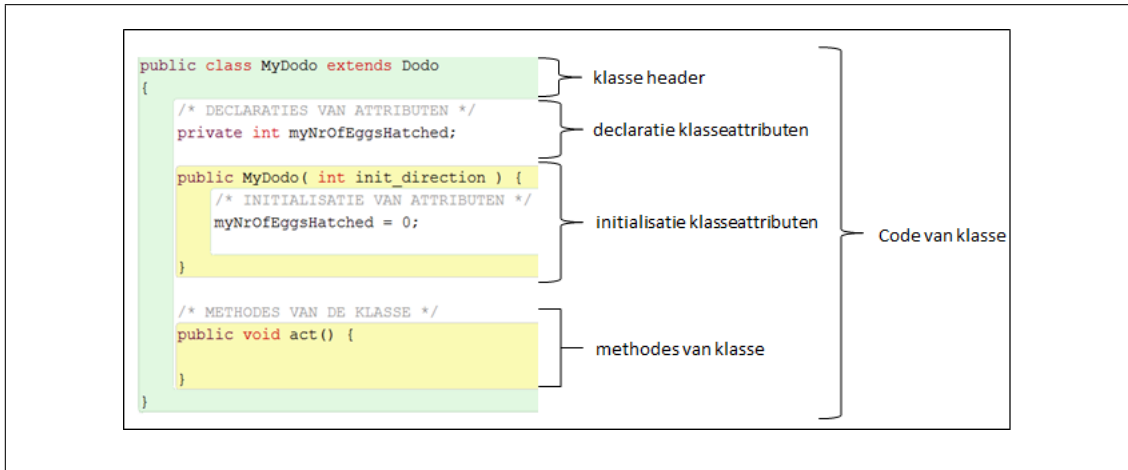 public class MyDodo extends Dodo
{
/* DECLARATIES VAN ATTRIBUTEN */
private int myNrOfEggsHatched;
public MyDodo( int init_direction ) {
/* INITIALISATIE VAN ATTRIBUTEN */
myNrOfEggsHatched = 0;
}
/* METHODES VAN DE KLASSE */
public void act() {
}
}
klasse header
declaratie klasseattributen
initialisatie klasseattributen
methodes van klasse
Code van klasse